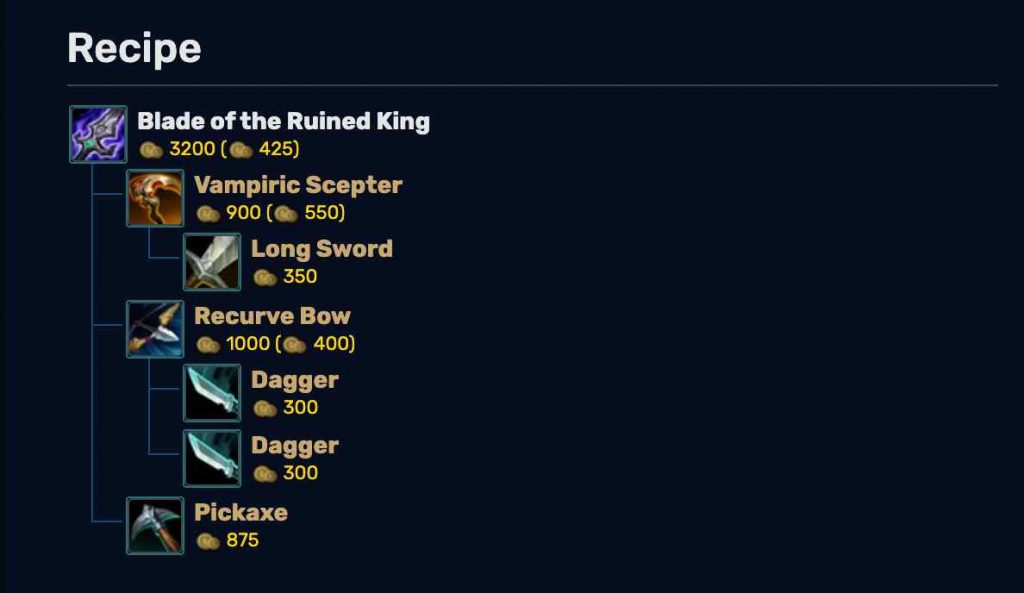 Recipe
Blade of the Ruined King
3200 ( 425)
Vampiric Scepter
900 ( 550)
Long Sword
350
Recurve Bow
1000 ( 400)
Dagger
300
Dagger
300
Pickaxe
875